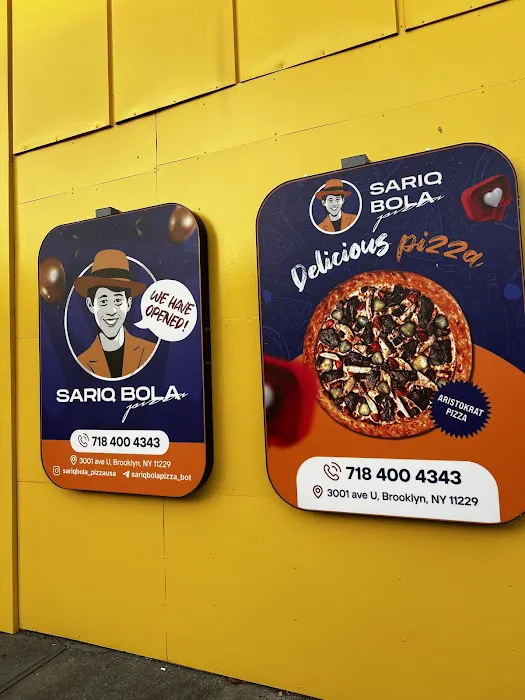 WE HAVE
OPENED!
SARIQ BOLA
pizza
718 400 4343
3001 ave U, Brooklyn, NY 11229
sariqbola_pizzausa sariqbolapizza_bot
SARIQ
BOLA
pizza
Delicious pizza
ARISTOKRAT
PIZZA
718 400 4343
3001 ave U, Brooklyn, NY 11229